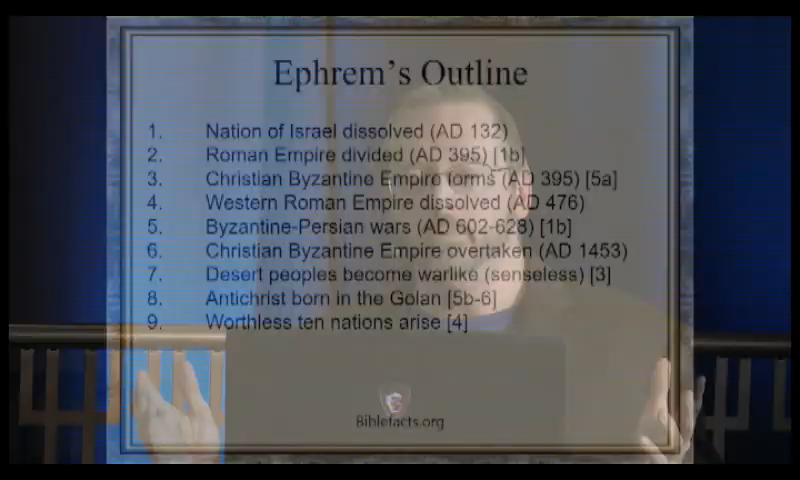 Ephrem's Outline
1. Nation of Israel dissolved (AD 132)
2. Roman Empire divided (AD 395) [1b]
3. Christian Byzantine Empire forms (AD 395) [5a]
4. Western Roman Empire dissolved (AD 476)
5. Byzantine-Persian wars (AD 602-628) [1b]
6. Christian Byzantine Empire overtaken (AD 1453)
7. Desert peoples become warlike (senseless) [3]
8. Antichrist born in the Golan [5b-6]
9. Worthless ten nations arise [4]
Biblefacts.org